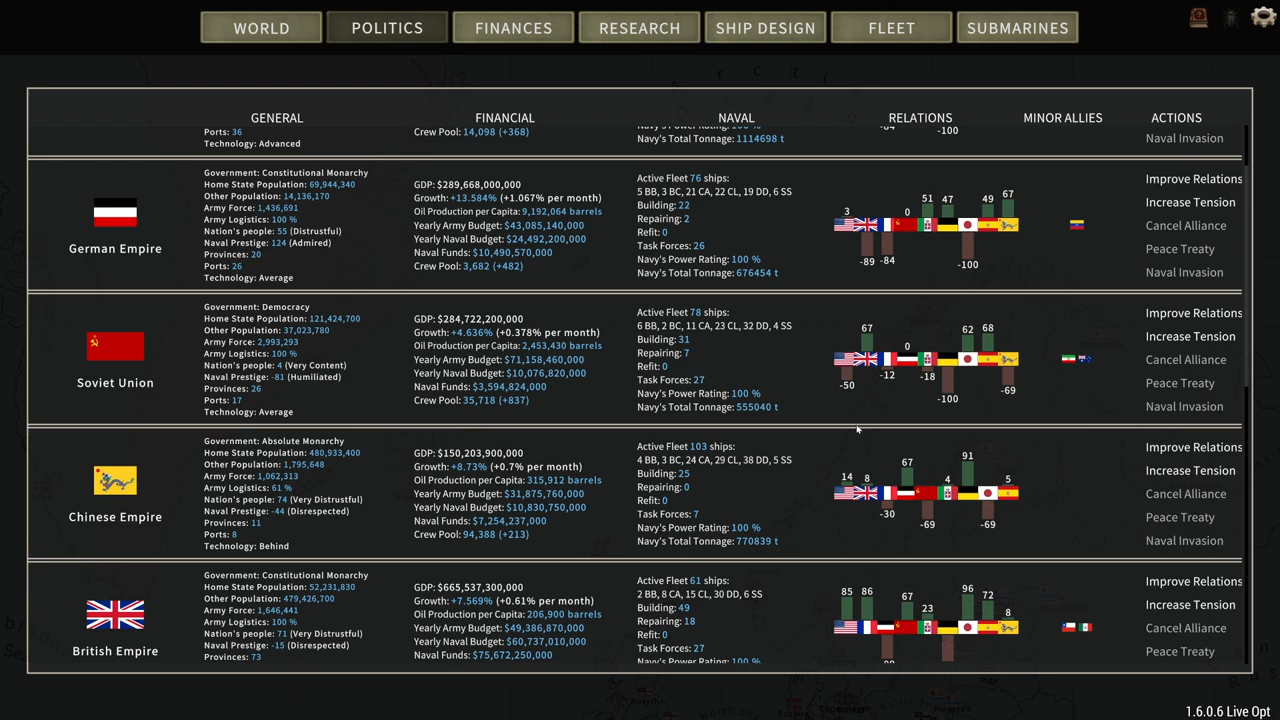 WORLD POLITICS FINANCES RESEARCH SHIP DESIGN FLEET SUBMARINES
GENERAL FINANCIAL NAVAL RELATIONS MINOR ALLIES ACTIONS
Ports: 36
Technology: Advanced
Crew Pool: 14,098 (+368)
Navy's Power Rating: 100 %
Navy's Total Tonnage: 1114698 t
-84 -100
Naval Invasion
German Empire
Government: Constitutional Monarchy
Home State Population: 69,944,340
Other Population: 14,136,170
Army Force: 1,436,691
Army Logistics: 100 %
Nation's people: 55 (Distrustful)
Naval Prestige: 124 (Admired)
Provinces: 20
Ports: 26
Technology: Average
GDP: $289,668,000,000
Growth: +13.584% (+1.067% per month)
Oil Production per Capita: 9,192,064 barrels
Yearly Army Budget: $43,085,140,000
Yearly Naval Budget: $24,492,200,000
Naval Funds: $10,490,570,000
Crew Pool: 3,682 (+482)
Active Fleet 76 ships:
5 BB, 3 BC, 21 CA, 22 CL, 19 DD, 6 SS
Building: 22
Repairing: 2
Refit: 0
Task Forces: 26
Navy's Power Rating: 100 %
Navy's Total Tonnage: 676454 t
3 0 51 47 49 67
-89 -84 -100
Improve Relations
Increase Tension
Cancel Alliance
Peace Treaty
Naval Invasion
Soviet Union
Government: Democracy
Home State Population: 121,424,700
Other Population: 37,023,780
Army Force: 2,993,293
Army Logistics: 100 %
Nation's people: 4 (Very Content)
Naval Prestige: -81 (Humiliated)
Provinces: 26
Ports: 17
Technology: Average
GDP: $284,722,200,000
Growth: +4.636% (+0.378% per month)
Oil Production per Capita: 2,453,430 barrels
Yearly Army Budget: $71,158,460,000
Yearly Naval Budget: $10,076,820,000
Naval Funds: $3,594,824,000
Crew Pool: 35,718 (+837)
Active Fleet 78 ships:
6 BB, 2 BC, 11 CA, 23 CL, 32 DD, 4 SS
Building: 31
Repairing: 7
Refit: 0
Task Forces: 27
Navy's Power Rating: 100 %
Navy's Total Tonnage: 555040 t
67 0 62 68
-50 -12 -18 -100 -69
Improve Relations
Increase Tension
Cancel Alliance
Peace Treaty
Naval Invasion
Chinese Empire
Government: Absolute Monarchy
Home State Population: 480,933,400
Other Population: 1,795,648
Army Force: 1,062,313
Army Logistics: 61 %
Nation's people: 74 (Very Distrustful)
Naval Prestige: -44 (Disrespected)
Provinces: 11
Ports: 8
Technology: Behind
GDP: $150,203,900,000
Growth: +8.73% (+0.7% per month)
Oil Production per Capita: 315,912 barrels
Yearly Army Budget: $31,875,760,000
Yearly Naval Budget: $10,830,750,000
Naval Funds: $7,254,237,000
Crew Pool: 94,388 (+213)
Active Fleet 103 ships:
4 BB, 3 BC, 24 CA, 29 CL, 38 DD, 5 SS
Building: 25
Repairing: 0
Refit: 0
Task Forces: 7
Navy's Power Rating: 100 %
Navy's Total Tonnage: 770839 t
14 8 67 4 91 5
-30 -69 -69
Improve Relations
Increase Tension
Cancel Alliance
Peace Treaty
Naval Invasion
British Empire
Government: Constitutional Monarchy
Home State Population: 52,231,830
Other Population: 479,426,700
Army Force: 1,646,441
Army Logistics: 100 %
Nation's people: 71 (Very Distrustful)
Naval Prestige: -15 (Disrespected)
Provinces: 73
GDP: $665,537,300,000
Growth: +7.569% (+0.61% per month)
Oil Production per Capita: 206,900 barrels
Yearly Army Budget: $49,386,870,000
Yearly Naval Budget: $60,737,010,000
Naval Funds: $75,672,250,000
Active Fleet 61 ships:
2 BB, 8 CA, 15 CL, 30 DD, 6 SS
Building: 49
Repairing: 18
Refit: 0
Task Forces: 27
Navy's Power Rating: 100 %
85 86 67 23 96 72 8
Improve Relations
Increase Tension
Cancel Alliance
Peace Treaty
1.6.0.6 Live Opt